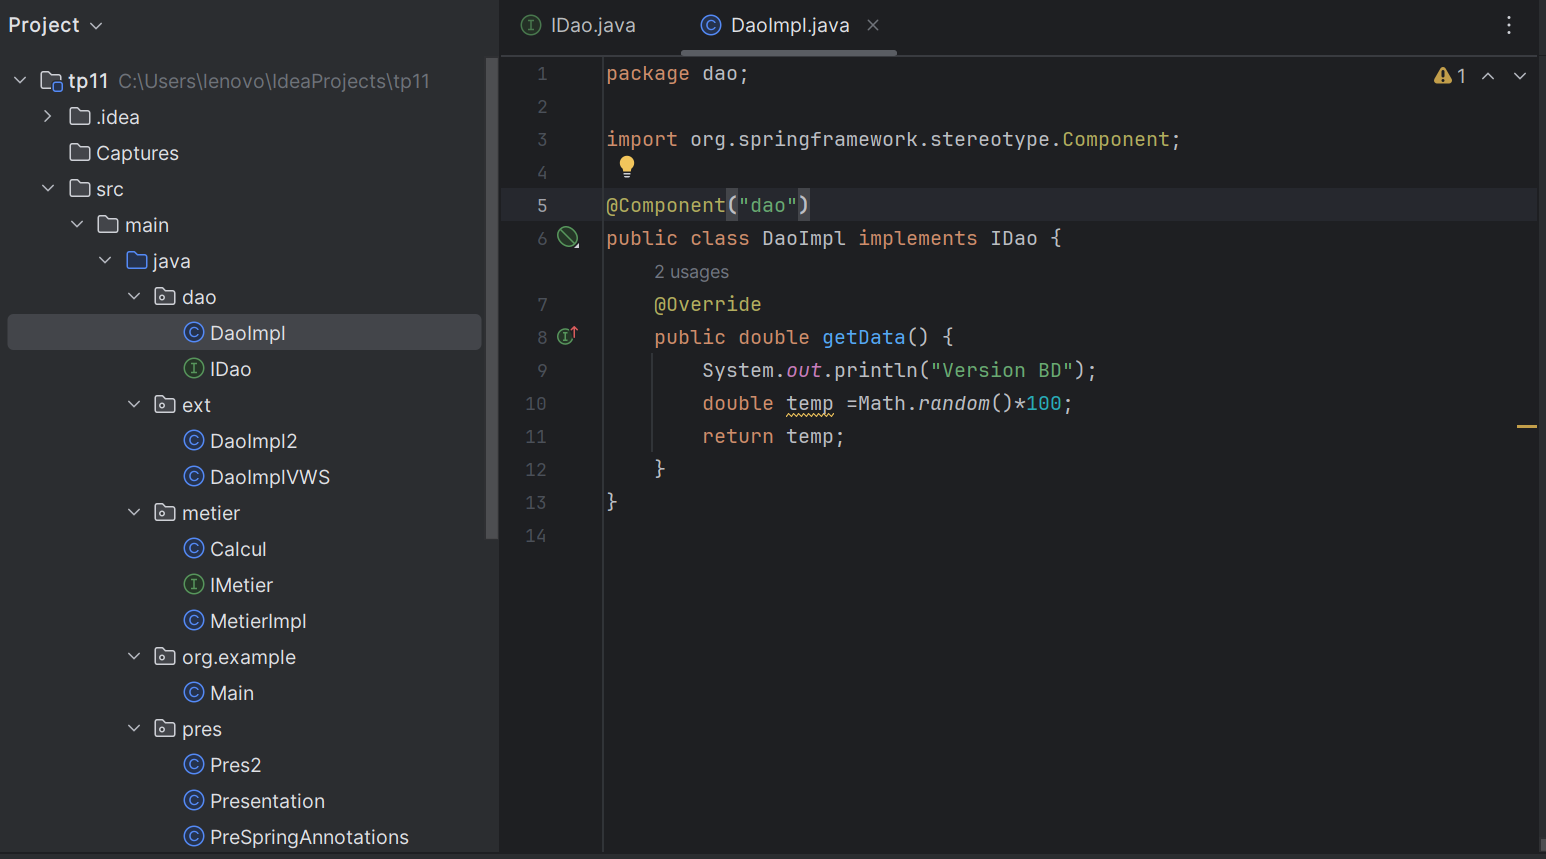 Project
tp11 C:\Users\lenovo\IdeaProjects\tp11
.idea
Captures
src
main
java
dao
DaoImpl
IDao
ext
DaoImpl2
DaoImplVWS
metier
Calcul
IMetier
MetierImpl
org.example
Main
pres
Pres2
Presentation
PreSpringAnnotations
IDao.java DaoImpl.java
1 package dao;
1
2
3 import org.springframework.stereotype.Component;
4
5 @Component("dao")
6 public class DaoImpl implements IDao {
2 usages
7 @Override
8 public double getData() {
9 System.out.println("Version BD");
10 double temp =Math.random()*100;
11 return temp;
12 }
13 }
14